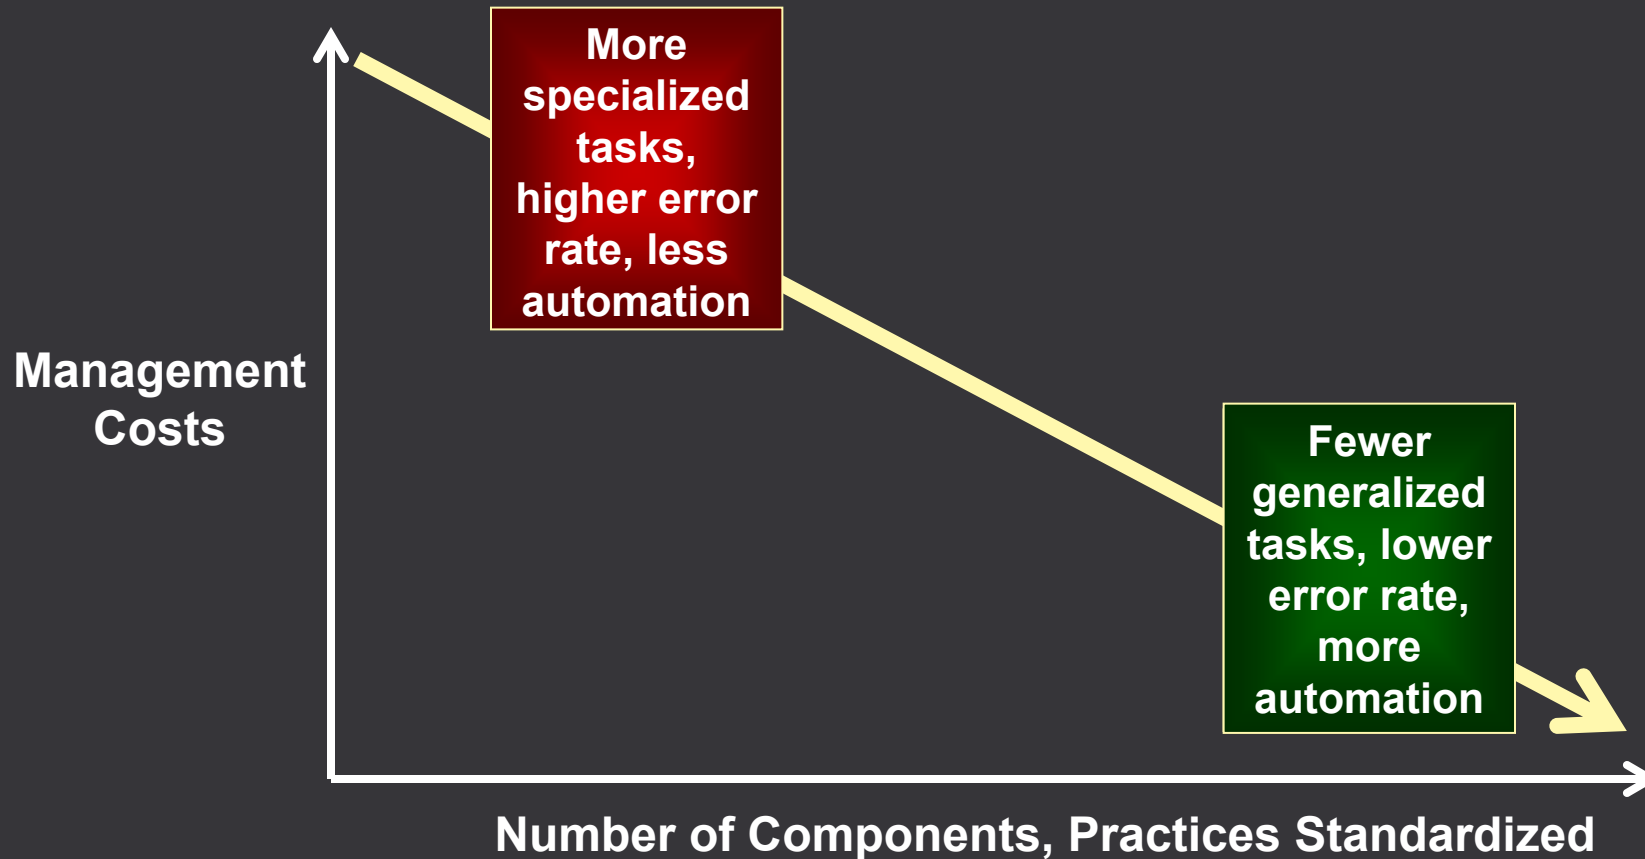 More
specialized
tasks,
higher error
rate, less
automation
Management
Costs
Fewer
generalized
tasks, lower
error rate,
more
automation
Number of Components, Practices Standardized